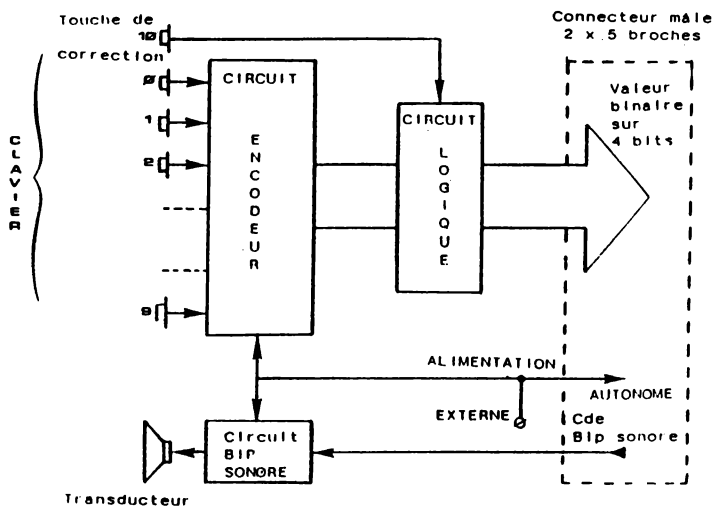 Touche de
10
correction
Connecteur mâle
2 x 5 broches
CLAVIER
0
1
2
9
CIRCUIT
ENCODEUR
CIRCUIT
LOGIQUE
Valeur
binaire
sur
4 bits
ALIMENTATION
AUTONOME
EXTERNE
Cde
Bip sonore
Circuit
BIP
SONORE
Transducteur